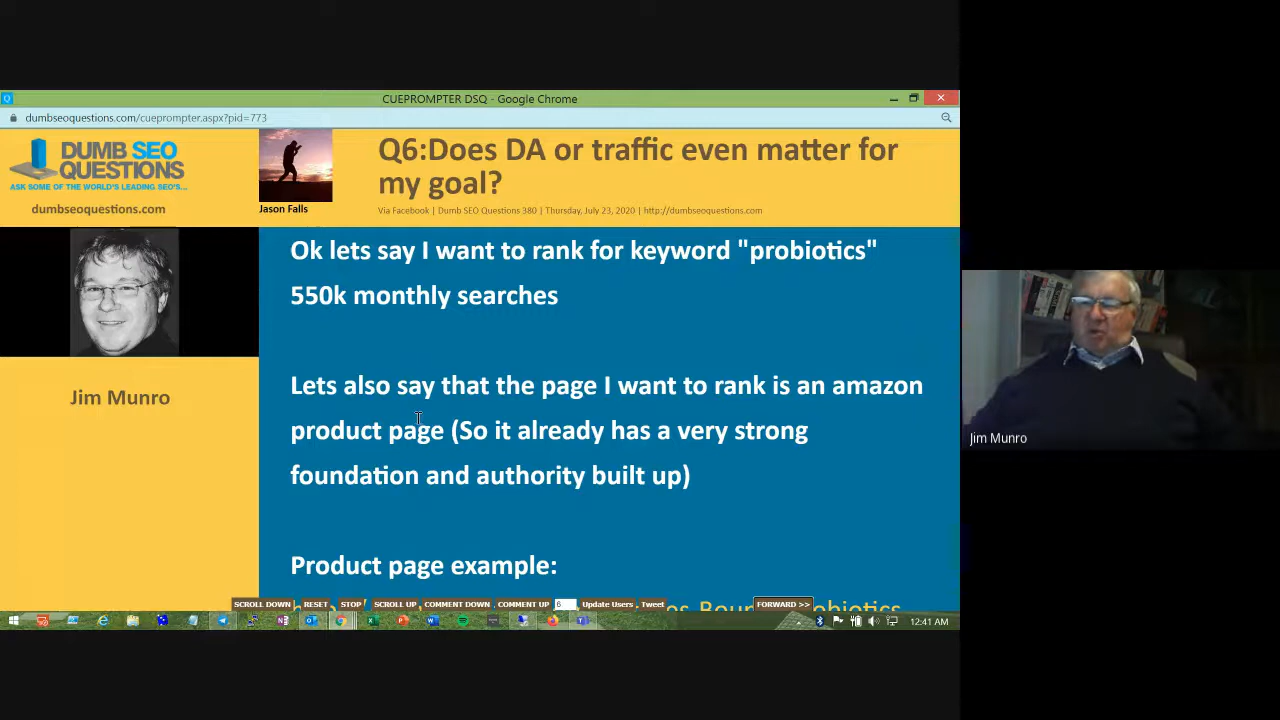 CUEPROMPTER DSQ - Google Chrome
dumbseoquestions.com/cueprompter.aspx?pid=773
DUMB SEO
QUESTIONS
ASK SOME OF THE WORLD'S LEADING SEO'S...
dumbseoquestions.com
Jason Falls
Q6:Does DA or traffic even matter for
my goal?
Via Facebook | Dumb SEO Questions 380 | Thursday, July 23, 2020 | http://dumbseoquestions.com
Jim Munro
Ok lets say I want to rank for keyword "probiotics"
550k monthly searches
Lets also say that the page I want to rank is an amazon
product page (So it already has a very strong
foundation and authority built up)
Product page example:
SCROLL DOWN RESET STOP SCROLL UP COMMENT DOWN COMMENT UP 6 Update Users Tweet FORWARD >>
12:41 AM
Jim Munro